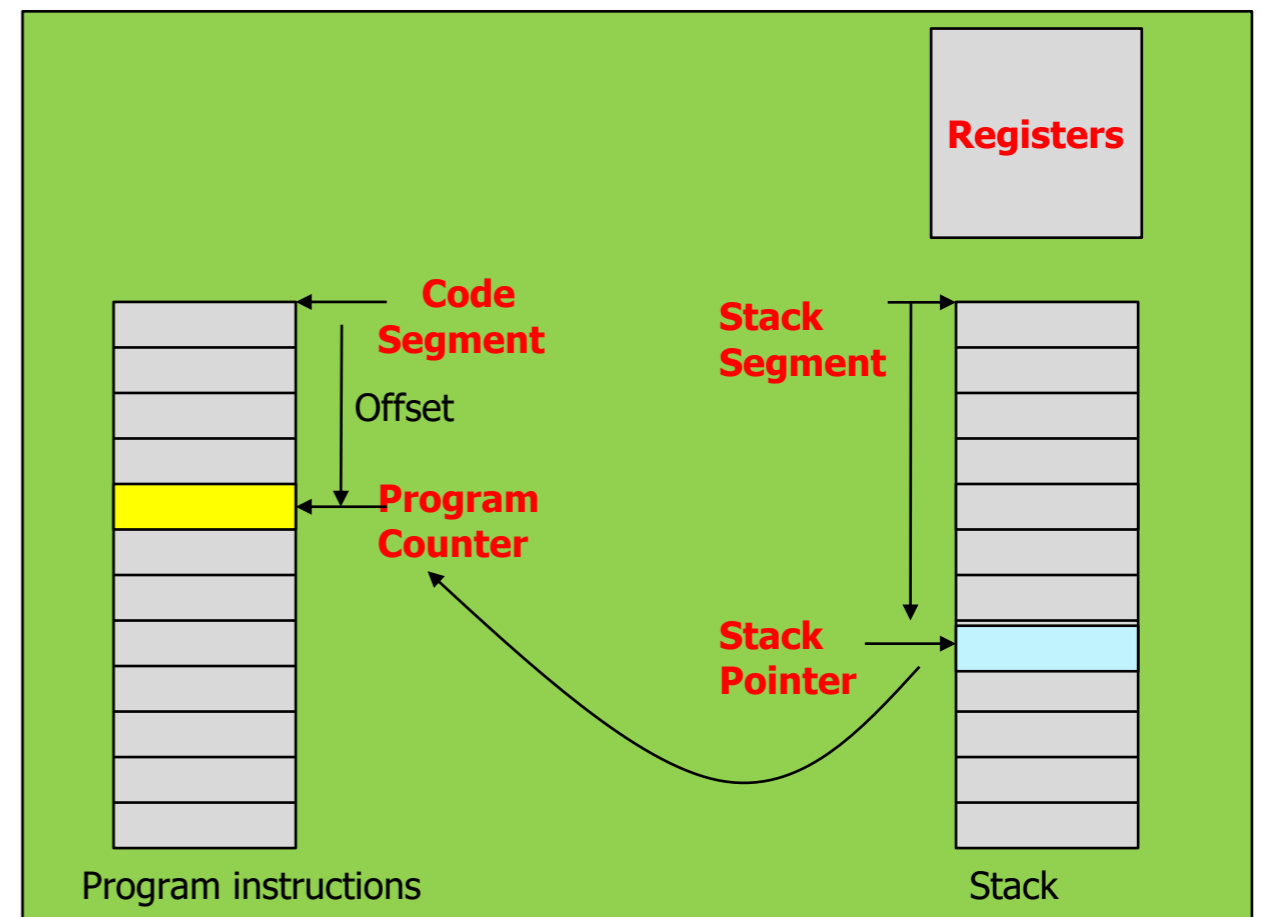 Registers
Code
Segment
Stack
Segment
Offset
Program
Counter
Stack
Pointer
Program instructions
Stack